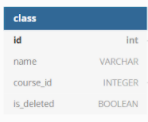 class
id int
name VARCHAR
course_id INTEGER
is_deleted BOOLEAN